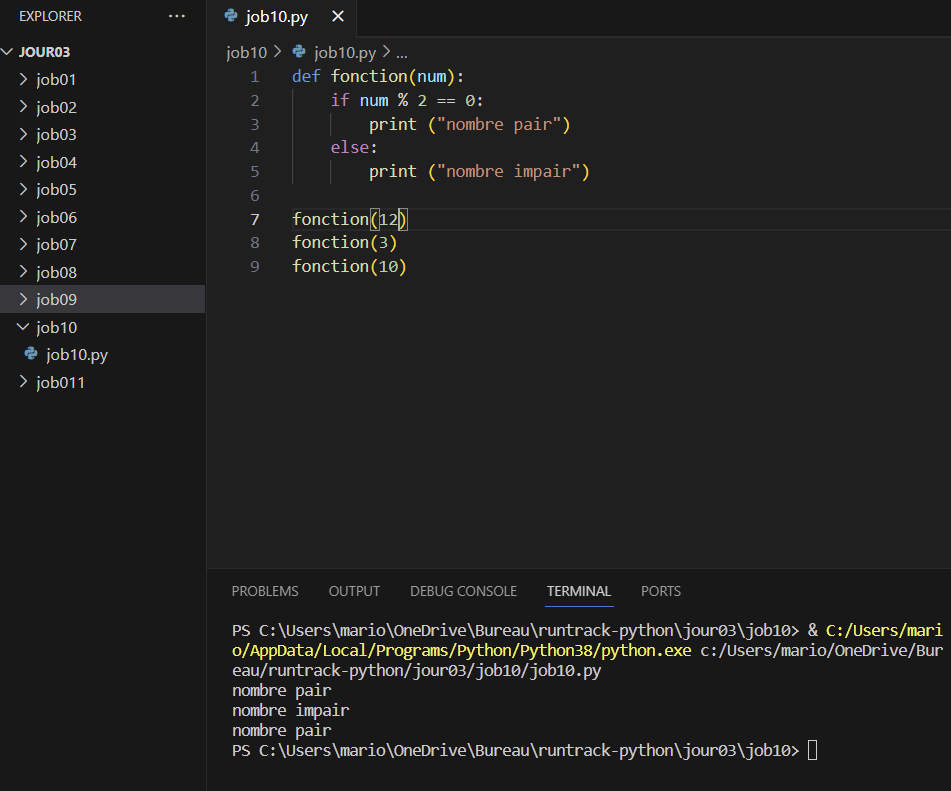 EXPLORER ...
JOUR03
job01
job02
job03
job04
job05
job06
job07
job08
job09
job10
job10.py
job011
job10.py
job10 > job10.py > ...
1 def fonction(num):
2 if num % 2 == 0:
3 print ("nombre pair")
4 else:
5 print ("nombre impair")
6
7 fonction(12)
8 fonction(3)
9 fonction(10)
PROBLEMS OUTPUT DEBUG CONSOLE TERMINAL PORTS
PS C:\Users\mario\OneDrive\Bureau\runtrack-python\jour03\job10> & C:/Users/mari
o/AppData/Local/Programs/Python/Python38/python.exe c:/Users/mario/OneDrive/Bur
eau/runtrack-python/jour03/job10/job10.py
nombre pair
nombre impair
nombre pair
PS C:\Users\mario\OneDrive\Bureau\runtrack-python\jour03\job10>